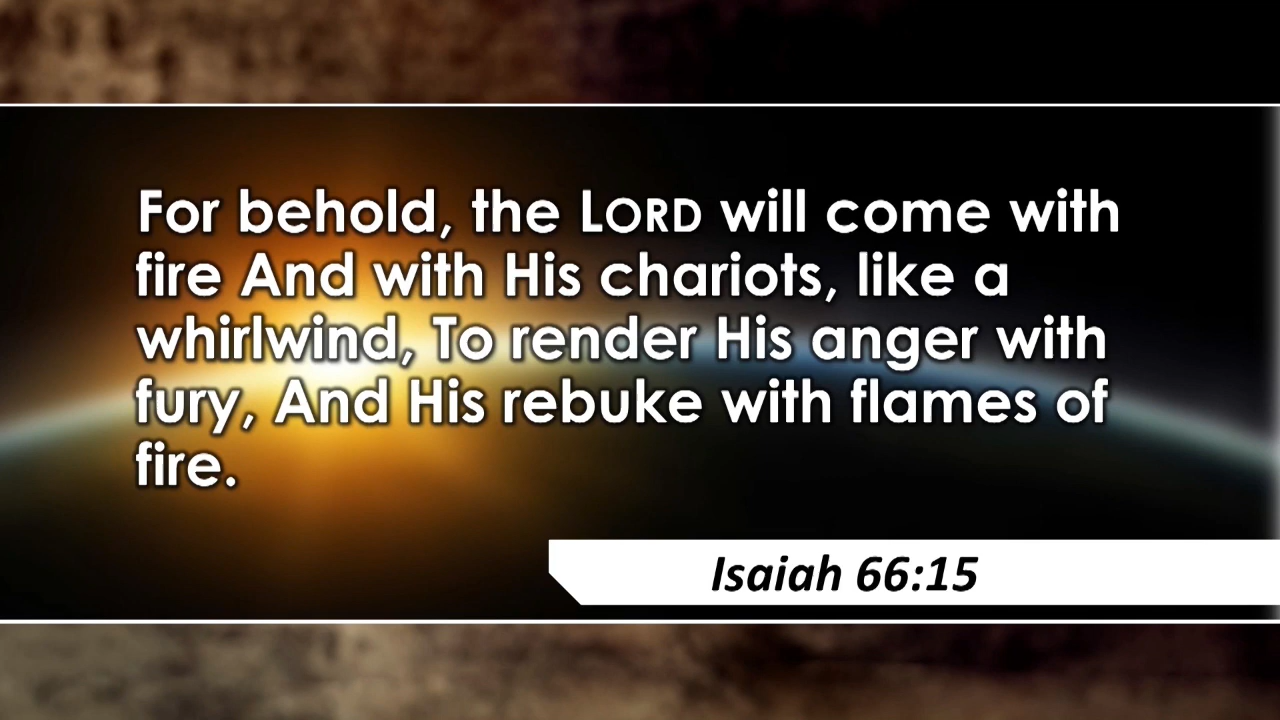 For behold, the LORD will come with
fire And with His chariots, like a
whirlwind, To render His anger with
fury, And His rebuke with flames of
fire.
Isaiah 66:15